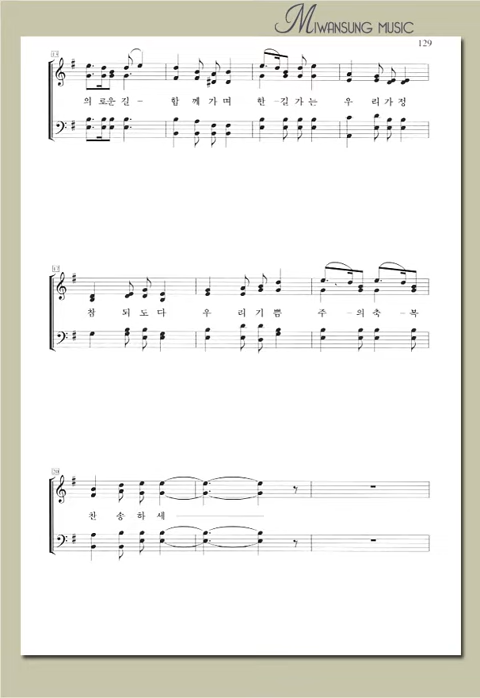 MIWANSUNG MUSIC
129
13
의 로운 길 - 함 께 가 며 한 - 길 가 는 우 리 가 정
참 되 도 다 우 리 기 쁨 주 - 의 축 - 복
찬 송 하 세